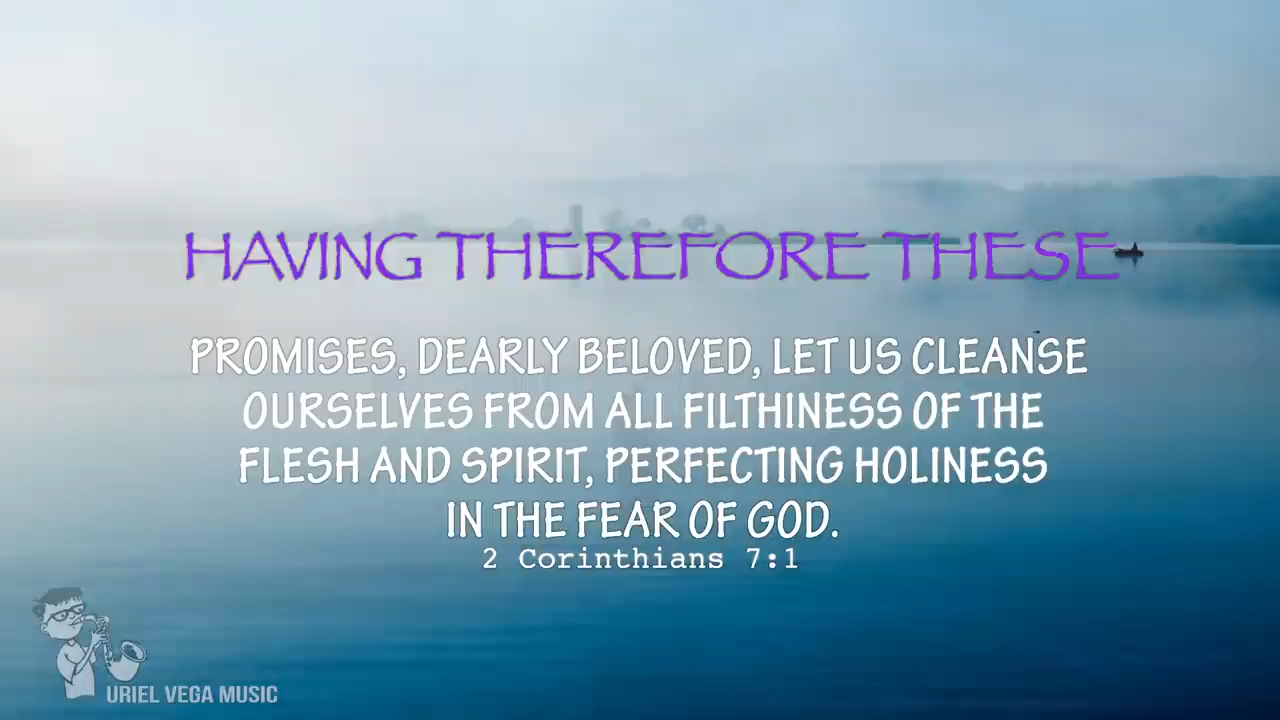 HAVING THEREFORE THESE
PROMISES, DEARLY BELOVED, LET US CLEANSE
OURSELVES FROM ALL FILTHINESS OF THE
FLESH AND SPIRIT, PERFECTING HOLINESS
IN THE FEAR OF GOD.
2 Corinthians 7:1
URIEL VEGA MUSIC